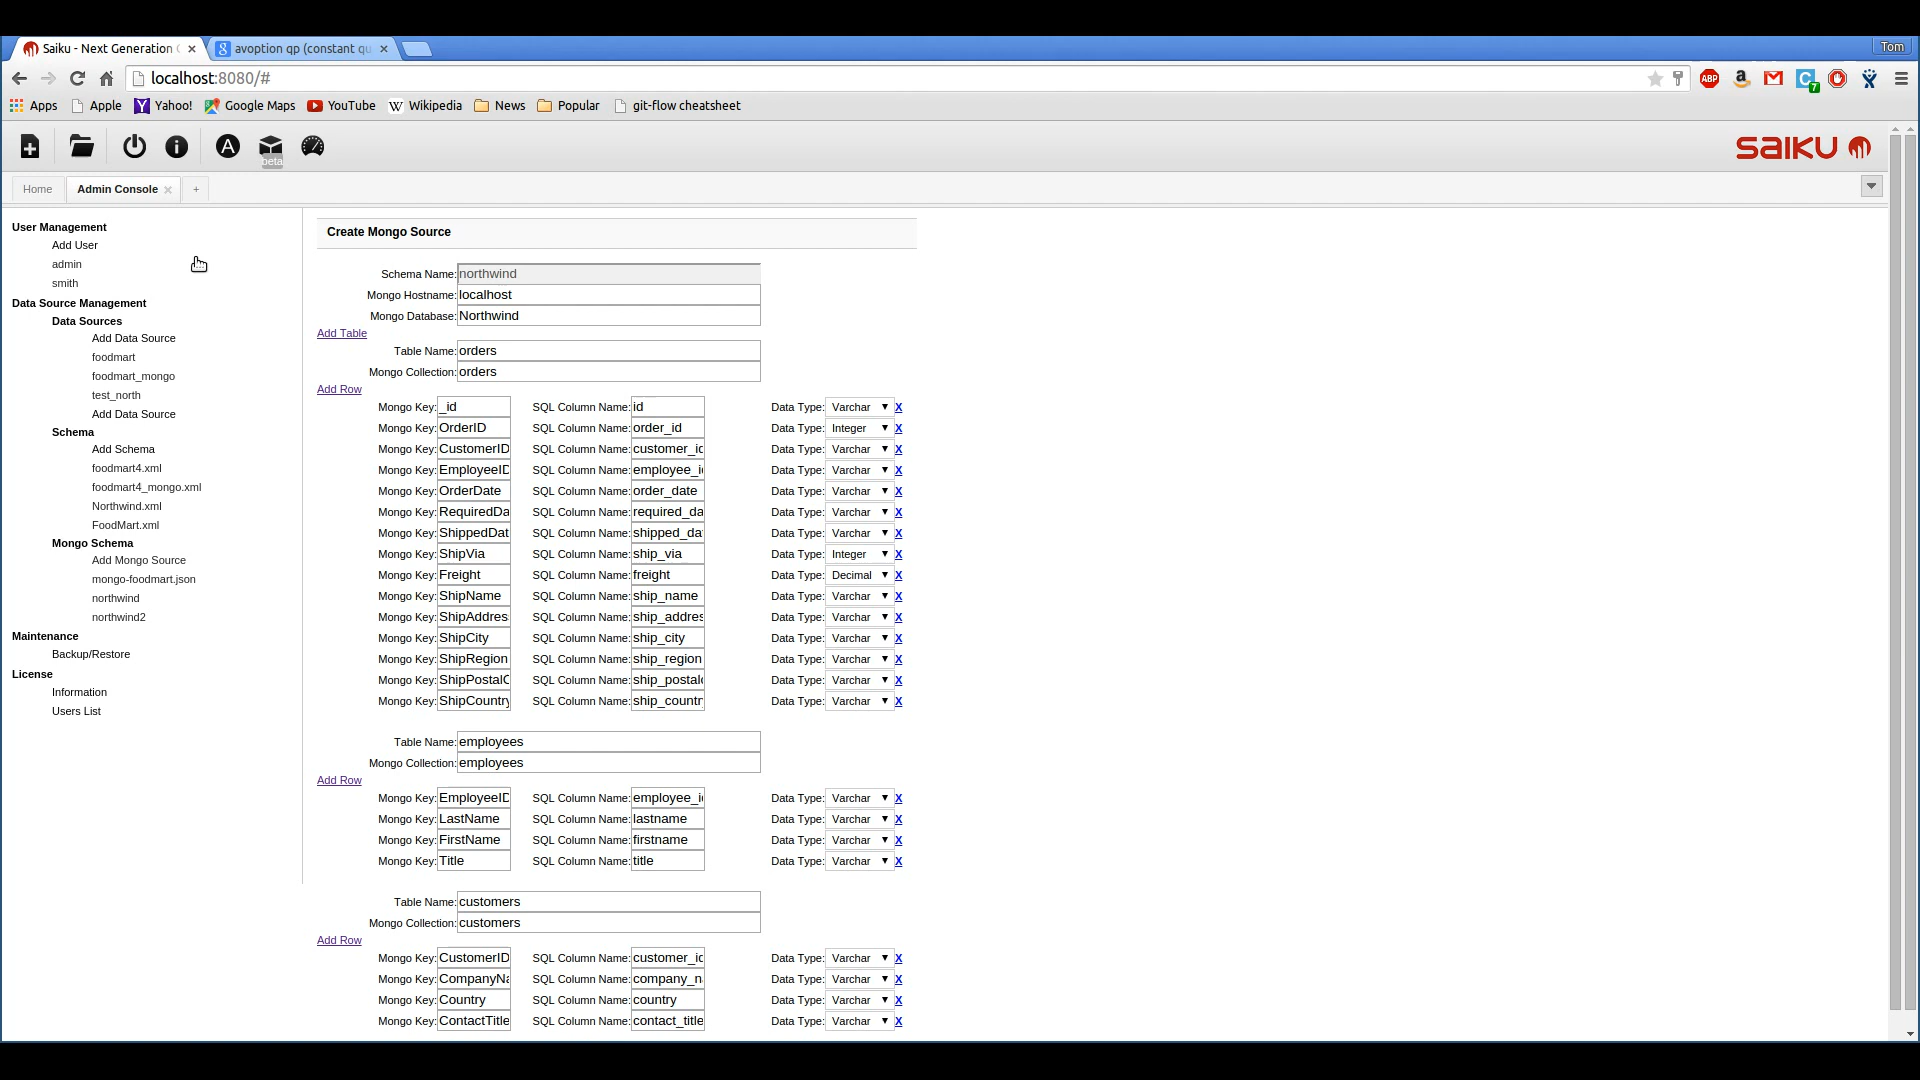 Saiku - Next Generation
avoption qp (constant qu
Tom
localhost:8080/#
ABP
7
Apps
Apple
Yahoo!
Google Maps
YouTube
Wikipedia
News
Popular
git-flow cheatsheet
beta
saiku
Home
Admin Console
+
User Management
Add User
admin
smith
Data Source Management
Data Sources
Add Data Source
foodmart
foodmart_mongo
test_north
Add Data Source
Schema
Add Schema
foodmart4.xml
foodmart4_mongo.xml
Northwind.xml
FoodMart.xml
Mongo Schema
Add Mongo Source
mongo-foodmart.json
northwind
northwind2
Maintenance
Backup/Restore
License
Information
Users List
Create Mongo Source
Schema Name: northwind
Mongo Hostname: localhost
Mongo Database: Northwind
Add Table
Table Name: orders
Mongo Collection: orders
Add Row
Mongo Key: _id SQL Column Name: id Data Type: Varchar X
Mongo Key: OrderID SQL Column Name: order_id Data Type: Integer X
Mongo Key: CustomerID SQL Column Name: customer_id Data Type: Varchar X
Mongo Key: EmployeeID SQL Column Name: employee_i Data Type: Varchar X
Mongo Key: OrderDate SQL Column Name: order_date Data Type: Varchar X
Mongo Key: RequiredDa SQL Column Name: required_da Data Type: Varchar X
Mongo Key: ShippedDat SQL Column Name: shipped_da Data Type: Varchar X
Mongo Key: ShipVia SQL Column Name: ship_via Data Type: Integer X
Mongo Key: Freight SQL Column Name: freight Data Type: Decimal X
Mongo Key: ShipName SQL Column Name: ship_name Data Type: Varchar X
Mongo Key: ShipAddres SQL Column Name: ship_addres Data Type: Varchar X
Mongo Key: ShipCity SQL Column Name: ship_city Data Type: Varchar X
Mongo Key: ShipRegion SQL Column Name: ship_region Data Type: Varchar X
Mongo Key: ShipPostalC SQL Column Name: ship_postal Data Type: Varchar X
Mongo Key: ShipCountry SQL Column Name: ship_countr Data Type: Varchar X
Table Name: employees
Mongo Collection: employees
Add Row
Mongo Key: EmployeeID SQL Column Name: employee_i Data Type: Varchar X
Mongo Key: LastName SQL Column Name: lastname Data Type: Varchar X
Mongo Key: FirstName SQL Column Name: firstname Data Type: Varchar X
Mongo Key: Title SQL Column Name: title Data Type: Varchar X
Table Name: customers
Mongo Collection: customers
Add Row
Mongo Key: CustomerID SQL Column Name: customer_id Data Type: Varchar X
Mongo Key: CompanyNa SQL Column Name: company_n Data Type: Varchar X
Mongo Key: Country SQL Column Name: country Data Type: Varchar X
Mongo Key: ContactTitle SQL Column Name: contact_title Data Type: Varchar X